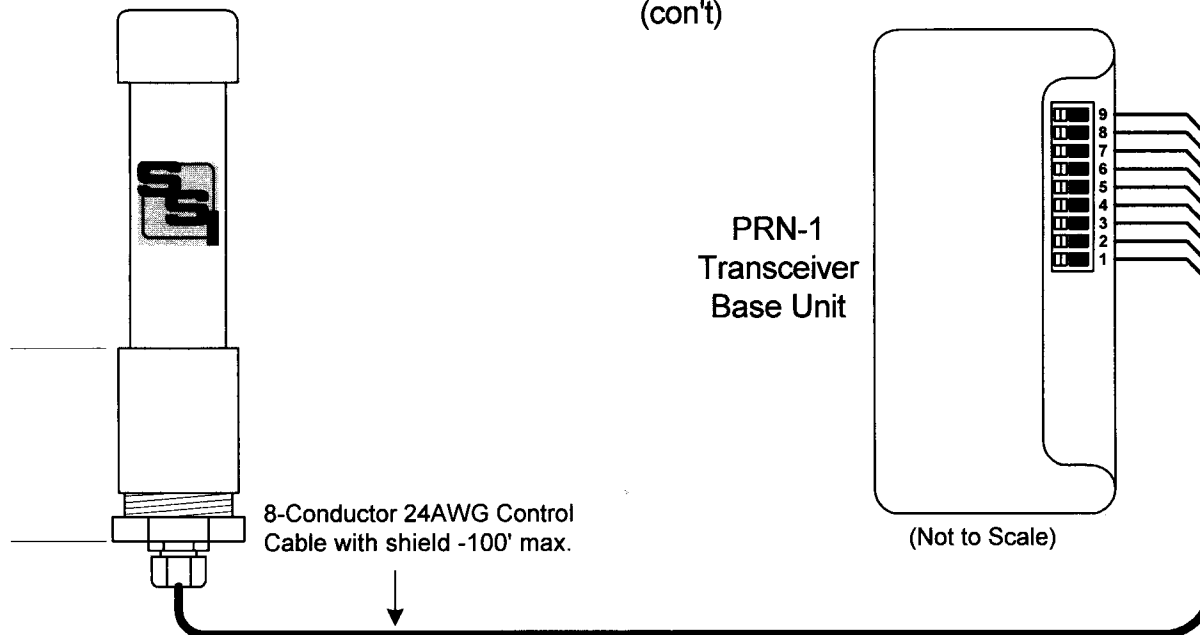 (con't)
SSI
9
8
7
6
5
4
3
2
1
PRN-1
Transceiver
Base Unit
8-Conductor 24AWG Control
Cable with shield -100' max.
(Not to Scale)